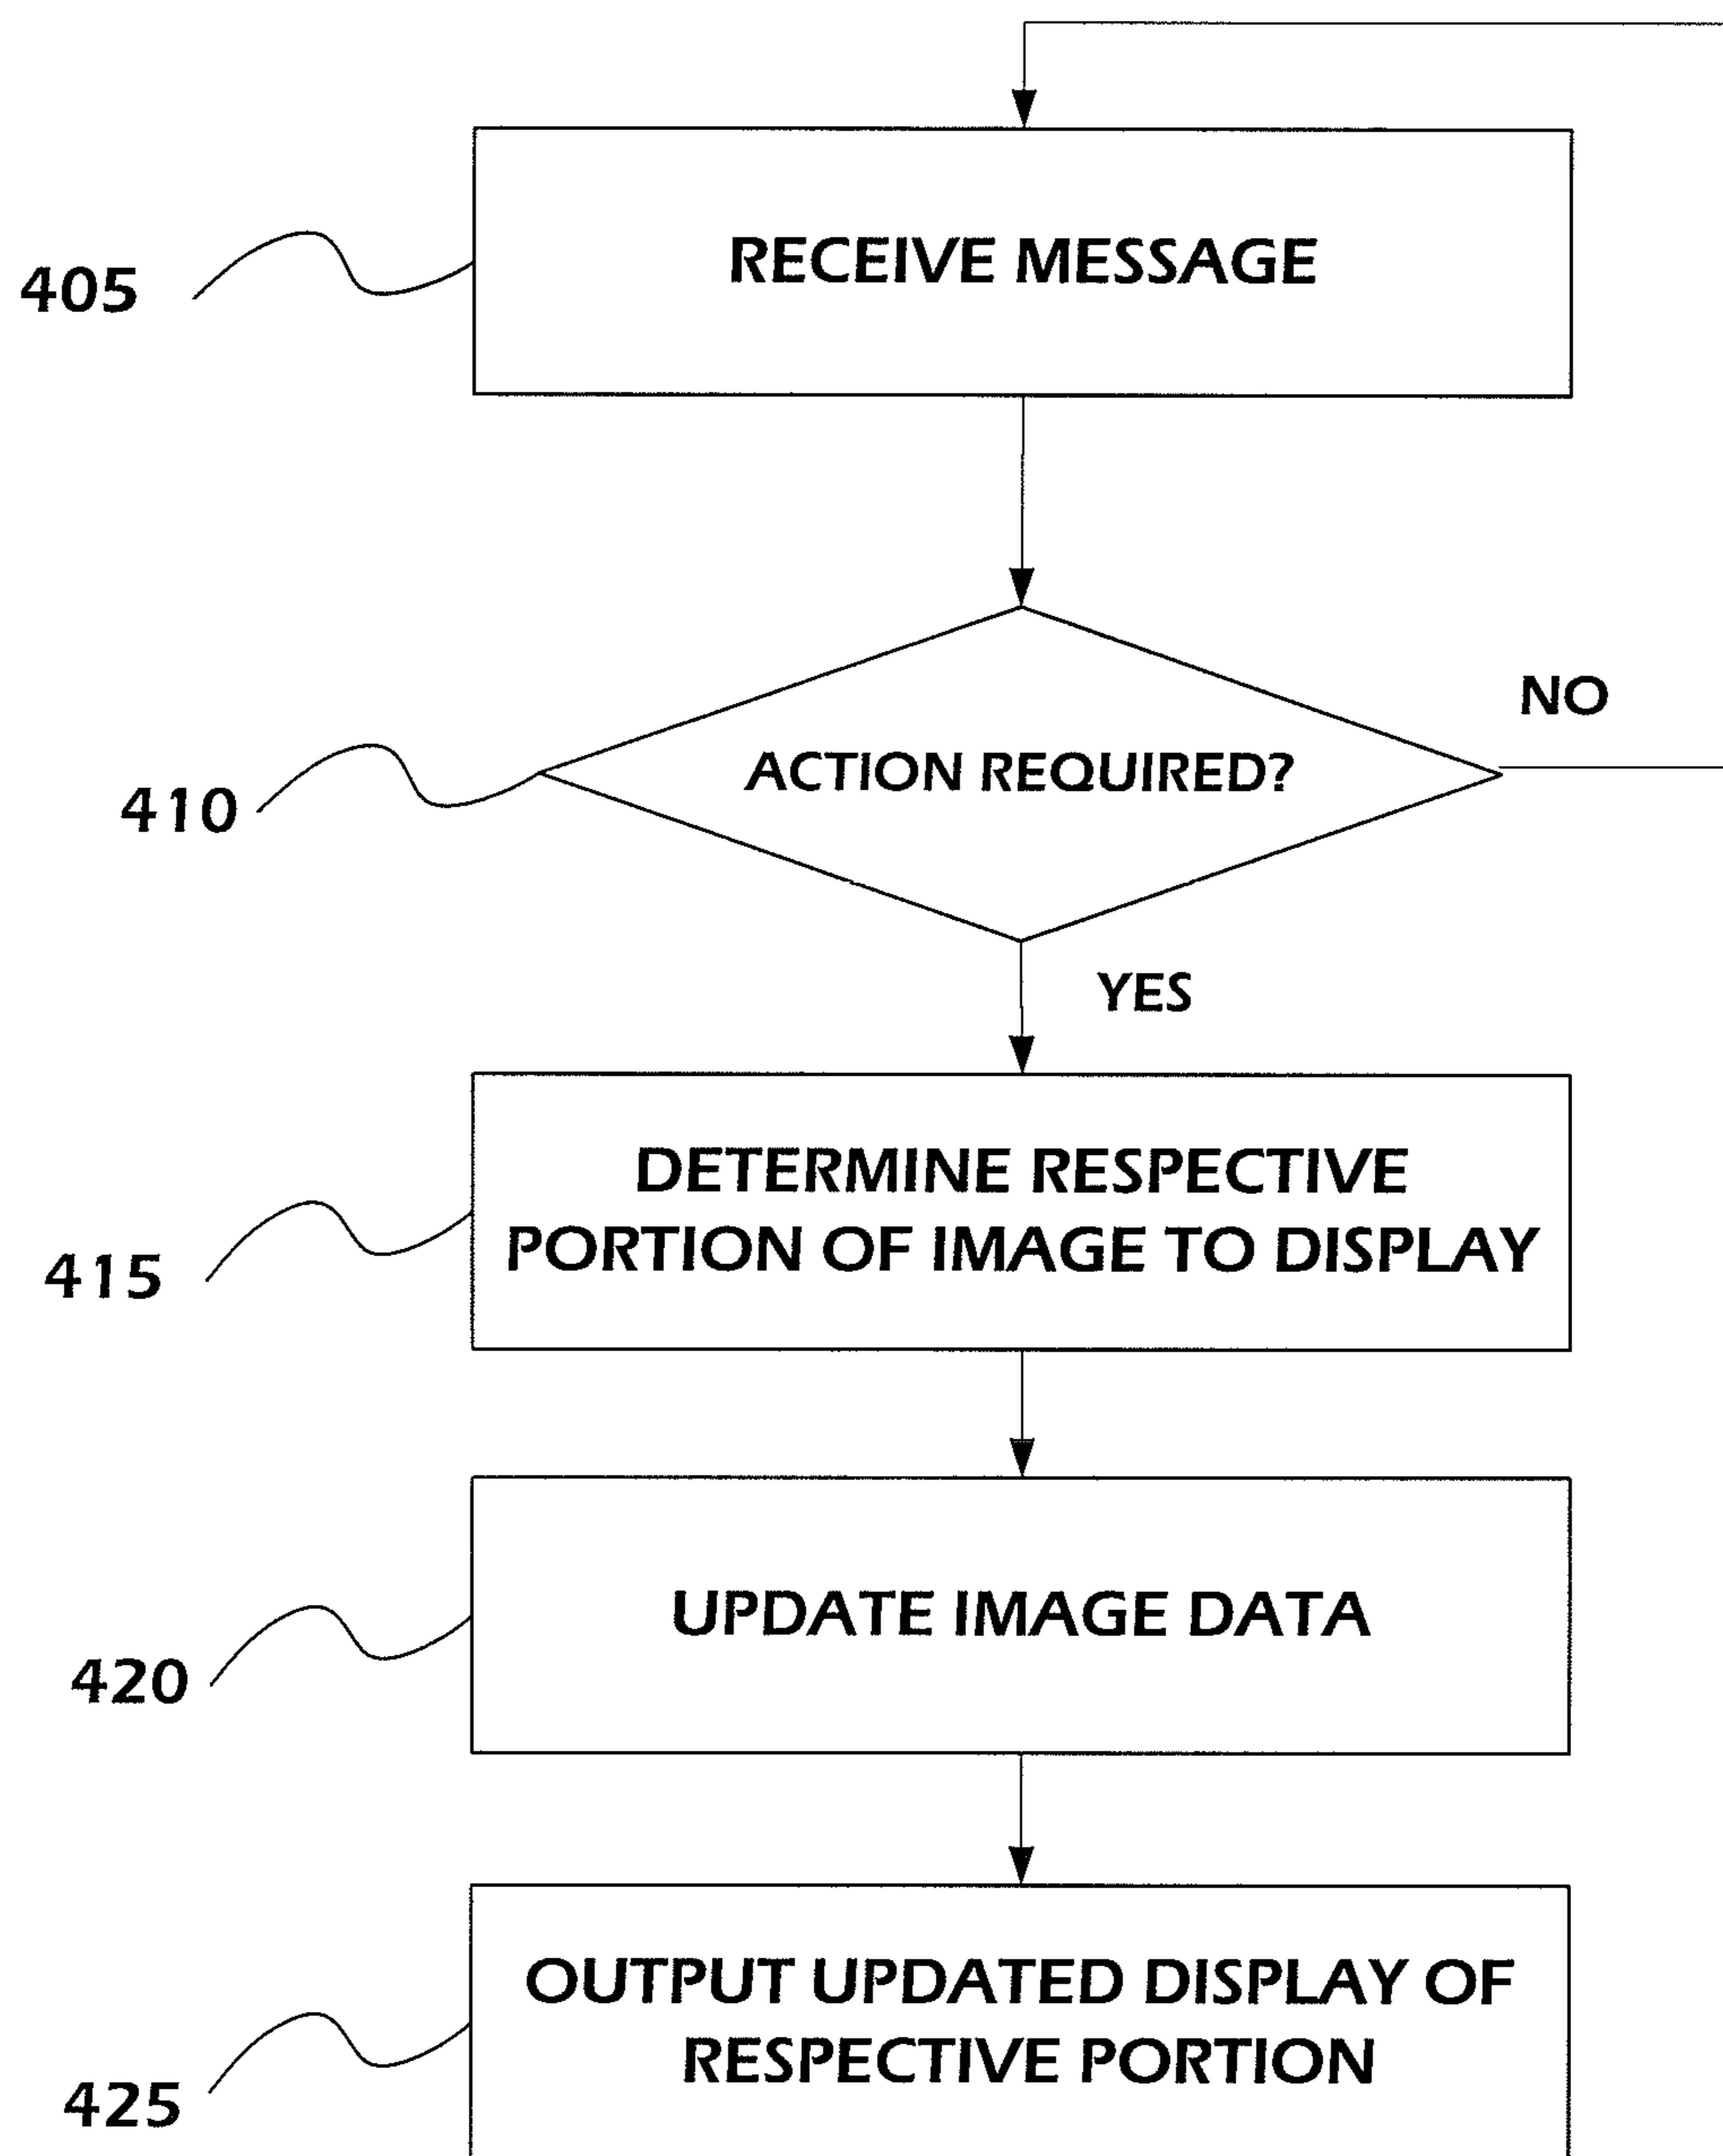 RECEIVE MESSAGE
405
ACTION REQUIRED?
NO
410
YES
DETERMINE RESPECTIVE
PORTION OF IMAGE TO DISPLAY
415
UPDATE IMAGE DATA
420
OUTPUT UPDATED DISPLAY OF
RESPECTIVE PORTION
425